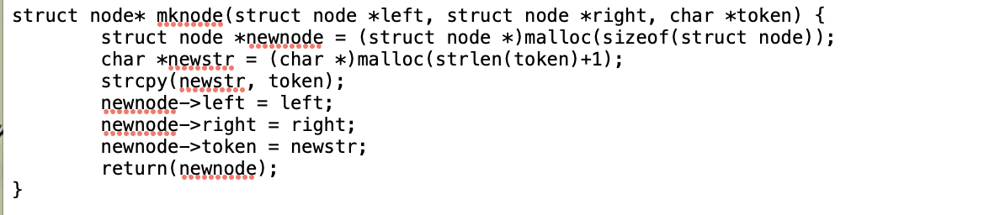 struct node* mknode(struct node *left, struct node *right, char *token) {
        struct node *newnode = (struct node *)malloc(sizeof(struct node));
        char *newstr = (char *)malloc(strlen(token)+1);
        strcpy(newstr, token);
        newnode->left = left;
        newnode->right = right;
        newnode->token = newstr;
        return(newnode);
}